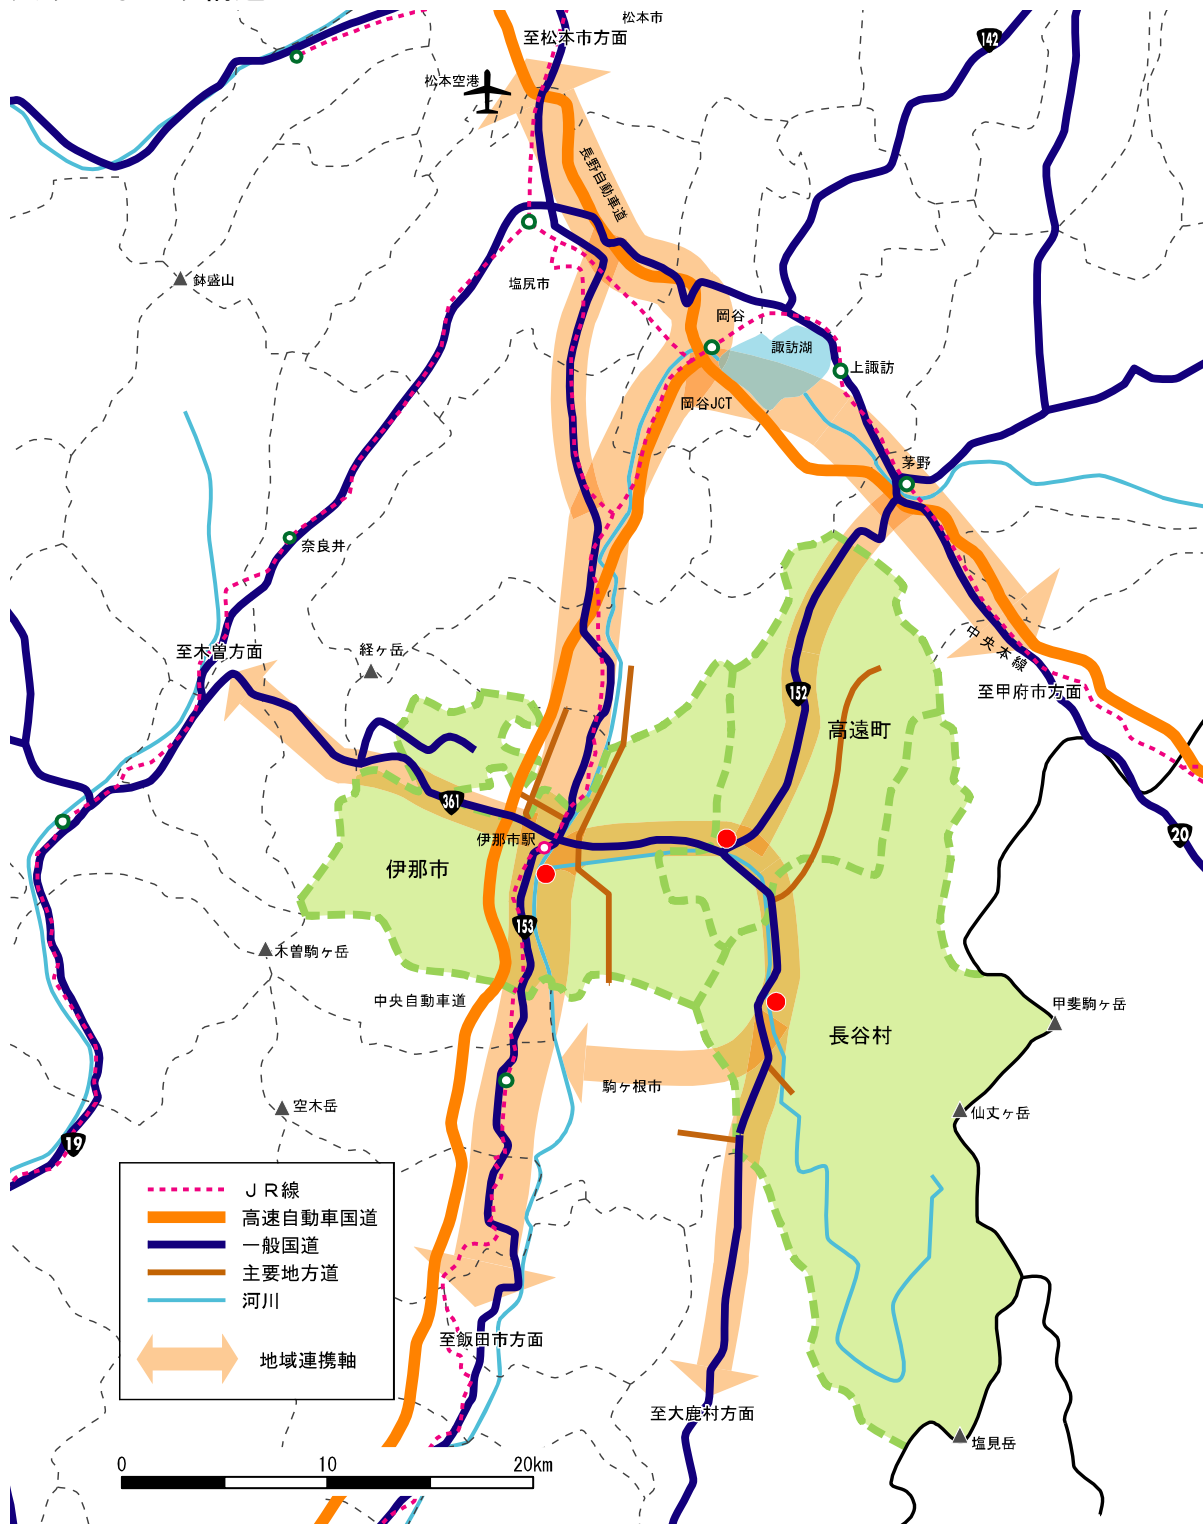 松本市
至松本市方面
142
松本空港
長野自動車道
鉢盛山
塩尻市
岡谷
諏訪湖
上諏訪
岡谷JCT
茅野
奈良井
中央本線
至木曽方面
経ヶ岳
152
至甲府市方面
高遠町
361
20
伊那市駅
伊那市
153
木曽駒ヶ岳
中央自動車道
甲斐駒ヶ岳
長谷村
駒ヶ根市
空木岳
仙丈ヶ岳
19
ＪＲ線
高速自動車国道
一般国道
主要地方道
河川
地域連携軸
至飯田市方面
至大鹿村方面
塩見岳
0 10 20km